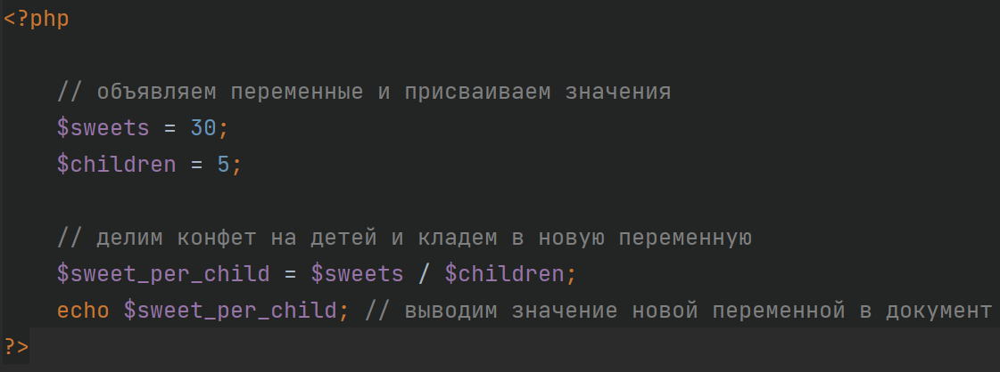 <?php
// объявляем переменные и присваиваем значения
$sweets = 30;
$children = 5;
// делим конфет на детей и кладем в новую переменную
$sweet_per_child = $sweets / $children;
echo $sweet_per_child; // выводим значение новой переменной в документ
?>